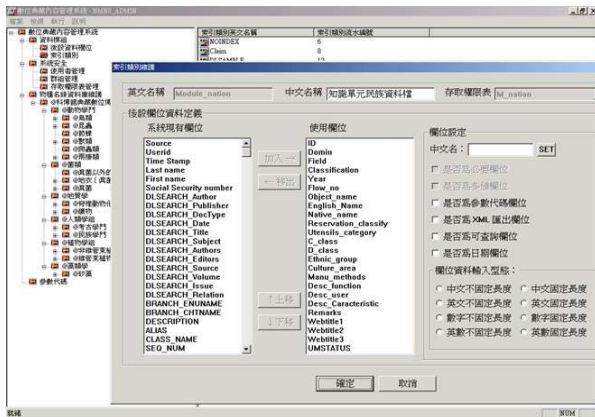 數位典藏內容管理系統 - NMNS_ADMIN
檔案 檢視 執行 說明
數位典藏內容管理系統
資料模組
後設資料欄位
索引類別
系統安全
使用者管理
群組管理
存取權限表管理
索引類別英文名稱 索引類別流水編號
NOINDEX 6
Claim 8
索引類別維護
英文名稱 Module_nation 中文名稱 知識單元民族資料檔 存取權限表 M_nation
後設欄位資料定義
系統現有欄位
Source
Userid
Time Stamp
Last name
First name
Social Security number
DLSEARCH_Author
DLSEARCH_Publisher
DLSEARCH_DocType
DLSEARCH_Date
DLSEARCH_Title
DLSEARCH_Subject
DLSEARCH_Authors
DLSEARCH_Editors
DLSEARCH_Source
DLSEARCH_Volume
DLSEARCH_Issue
DLSEARCH_Relation
BRANCH_ENUNAME
BRANCH_CHTNAME
DESCRIPTION
ALIAS
CLASS_NAME
SEQ_NUM
加入→
←移出
↑上移
↓下移
使用欄位
ID
Domin
Field
Classification
Year
Flow_no
Object_name
English_Name
Native_name
Reservation_classify
Utensils_category
C_class
D_class
Ethnic_group
Culture_area
Manu_methods
Desc_function
Desc_user
Desc_Caracteristic
Remarks
Webtitle1
Webtitle2
Webtitle3
UMSTATUS
欄位設定
中文名： SET
是否為必要欄位
是否為多值欄位
是否為參數代碼欄位
是否為 XML 匯出欄位
是否為可查詢欄位
是否為日期欄位
欄位資料輸入型態：
中文不固定長度 中文固定長度
英文不固定長度 英文固定長度
數字不固定長度 數字固定長度
英數不固定長度 英數固定長度
確定 取消
參數代碼
就緒 NUM